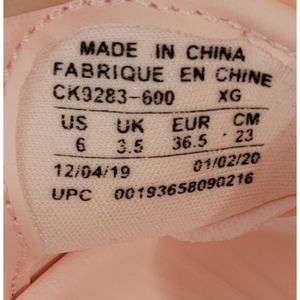 MADE IN CHINA
FABRIQUE EN CHINE
CK9283-600 XG
US UK EUR CM
6 3.5 36.5 23
12/04/19 01/02/20
UPC 00193658090216